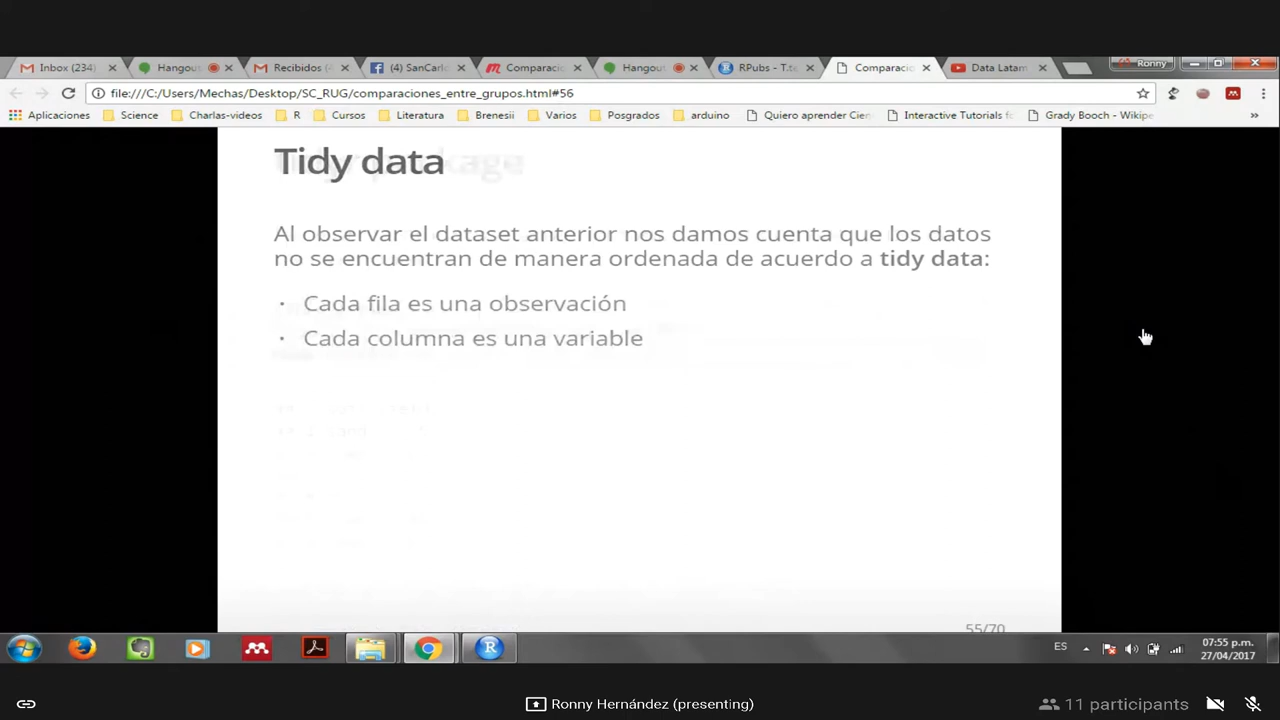 Inbox (234)
Hangou
Recibidos (
(4) SanCarlo
Comparacio
Hangout
RPubs - T.te
Comparacio
Data Latam
Ronny
file:///C:/Users/Mechas/Desktop/SC_RUG/comparaciones_entre_grupos.html#56
Aplicaciones
Science
Charlas-videos
R
Cursos
Literatura
Brenesii
Varios
Posgrados
arduino
Quiero aprender Cien
Interactive Tutorials fo
Grady Booch - Wikipe
»
Tidy data
Al observar el dataset anterior nos damos cuenta que los datos
no se encuentran de manera ordenada de acuerdo a tidy data:
· Cada fila es una observación
· Cada columna es una variable
55/70
ES
07:55 p.m.
27/04/2017
Ronny Hernández (presenting)
11 participants